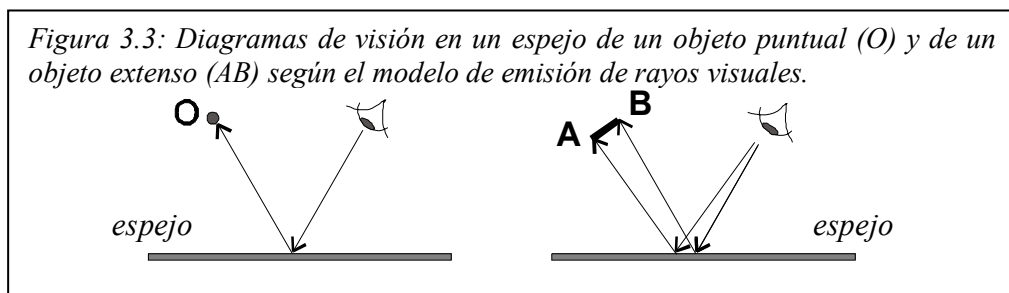 Figura 3.3: Diagramas de visión en un espejo de un objeto puntual (O) y de un
objeto extenso (AB) según el modelo de emisión de rayos visuales.
O
B
A
espejo
espejo